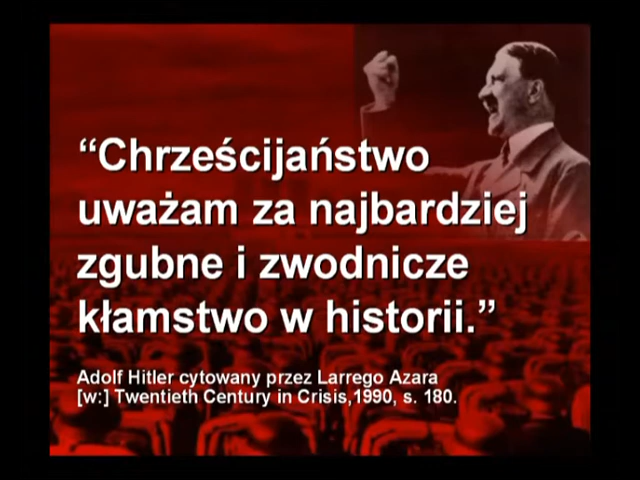 “Chrześcijaństwo
uważam za najbardziej
zgubne i zwodnicze
kłamstwo w historii.”
Adolf Hitler cytowany przez Larrego Azara
[w:] Twentieth Century in Crisis,1990, s. 180.